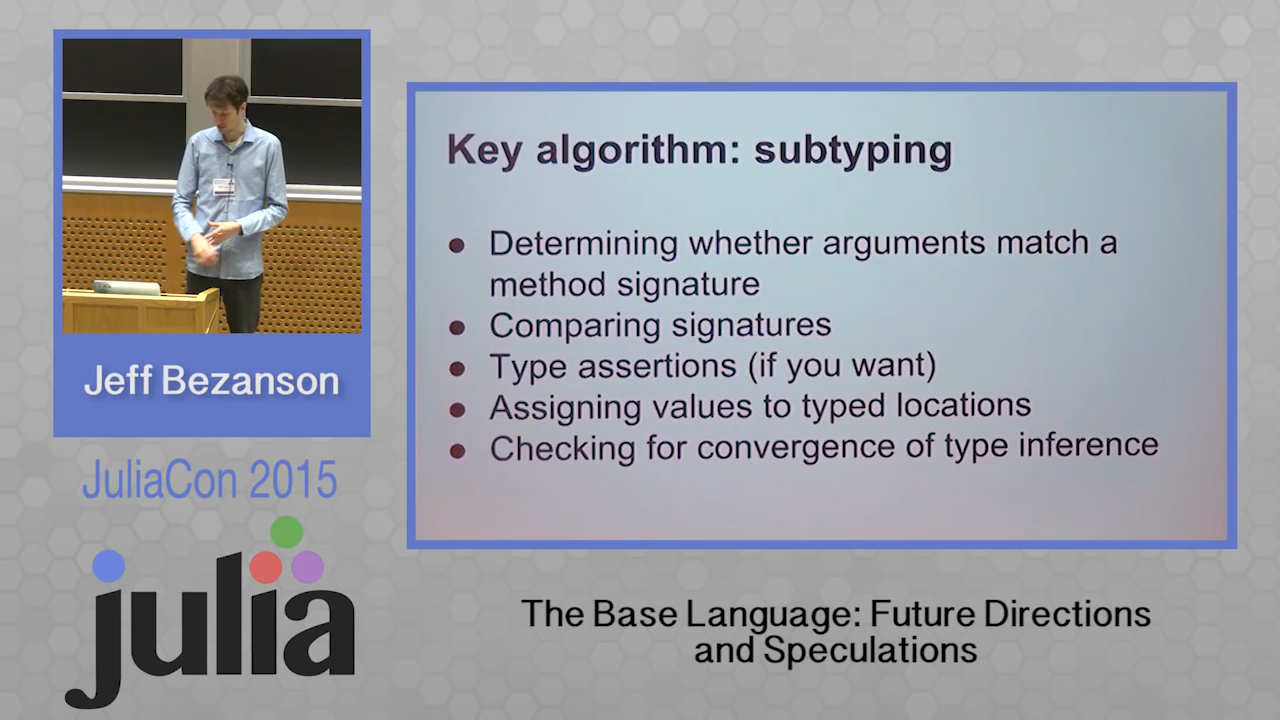 Jeff Bezanson
JuliaCon 2015
julia
Key algorithm: subtyping
● Determining whether arguments match a
method signature
● Comparing signatures
● Type assertions (if you want)
● Assigning values to typed locations
● Checking for convergence of type inference
The Base Language: Future Directions
and Speculations